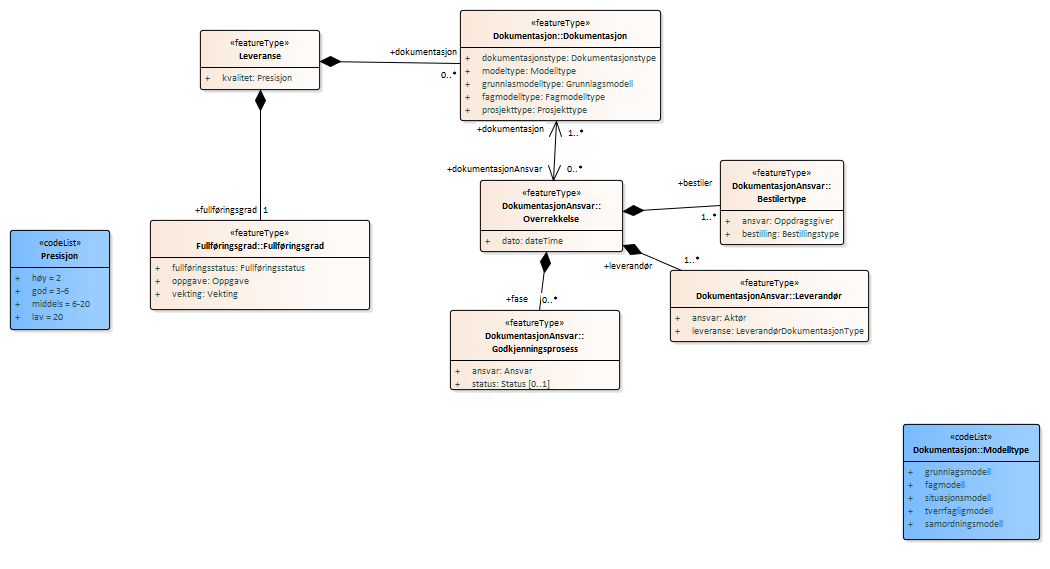 «featureType»
Leveranse
+ kvalitet: Presisjon
+dokumentasjon
0..*
«featureType»
Dokumentasjon::Dokumentasjon
+ dokumentasjonstype: Dokumentasjonstype
+ modeltype: Modelltype
+ grunnlasmodelltype: Grunnlagsmodell
+ fagmodelltype: Fagmodelltype
+ prosjekttype: Prosjekttype
+dokumentasjon
1..*
+dokumentasjonAnsvar
0..*
«featureType»
DokumentasjonAnsvar::
Overrekkelse
+ dato: dateTime
+bestiler
1..*
«featureType»
DokumentasjonAnsvar::
Bestilertype
+ ansvar: Oppdragsgiver
+ bestilling: Bestillingstype
+leverandør
1..*
«featureType»
DokumentasjonAnsvar::Leverandør
+ ansvar: Aktør
+ leveranse: LeverandørDokumentasjonType
+fase
0..*
«featureType»
DokumentasjonAnsvar::
Godkjenningsprosess
+ ansvar: Ansvar
+ status: Status [0..1]
+fullføringsgrad
1
«featureType»
Fullføringsgrad::Fullføringsgrad
+ fullføringsstatus: Fullføringsstatus
+ oppgave: Oppgave
+ vekting: Vekting
«codeList»
Presisjon
+ høy = 2
+ god = 3-6
+ middels = 6-20
+ lav = 20
«codeList»
Dokumentasjon::Modelltype
+ grunnlagsmodell
+ fagmodell
+ situasjonsmodell
+ tverrfagligmodell
+ samordningsmodell